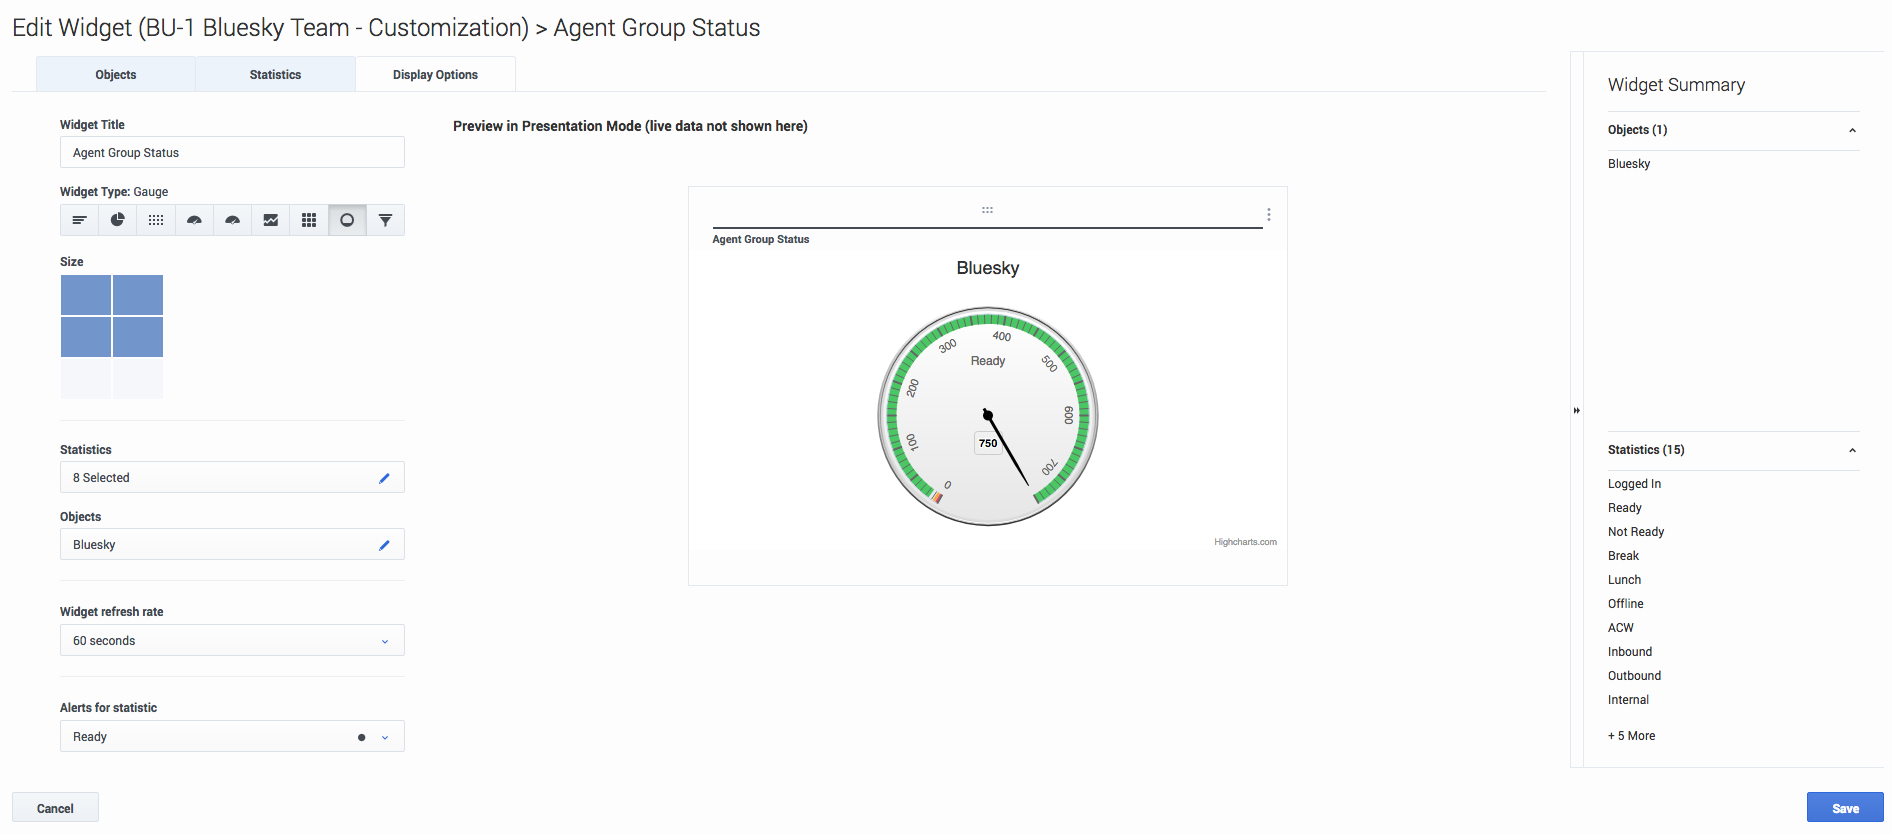 Edit Widget (BU-1 Bluesky Team - Customization) > Agent Group Status
Objects
Statistics
Display Options
Widget Title
Agent Group Status
Widget Type: Gauge
Size
Statistics
8 Selected
Objects
Bluesky
Widget refresh rate
60 seconds
Alerts for statistic
Ready
Cancel
Preview in Presentation Mode (live data not shown here)
Agent Group Status
Bluesky
0
100
200
300
400
500
600
700
Ready
750
Highcharts.com
Widget Summary
Objects (1)
Bluesky
Statistics (15)
Logged In
Ready
Not Ready
Break
Lunch
Offline
ACW
Inbound
Outbound
Internal
+ 5 More
Save